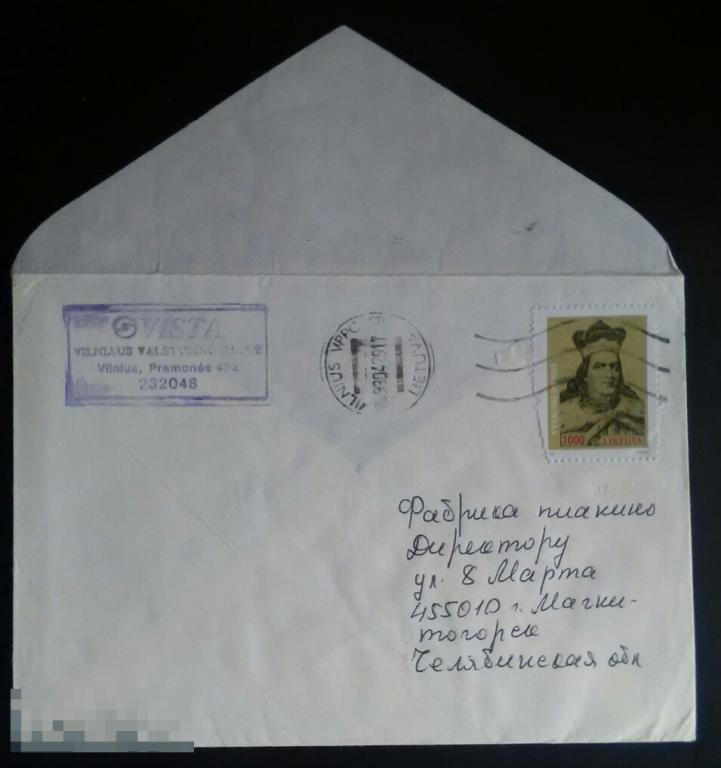 VISTA
VILNIAUS VALSTYBINĖ
Vilnius, Pramonės
232048
VILNIUS
LIETUVA
93042917
1000 LIETUVA
Фабрика пианино
Директору
ул. 8 Марта
455010 г. Магни-
тогорск
Челябинская обл